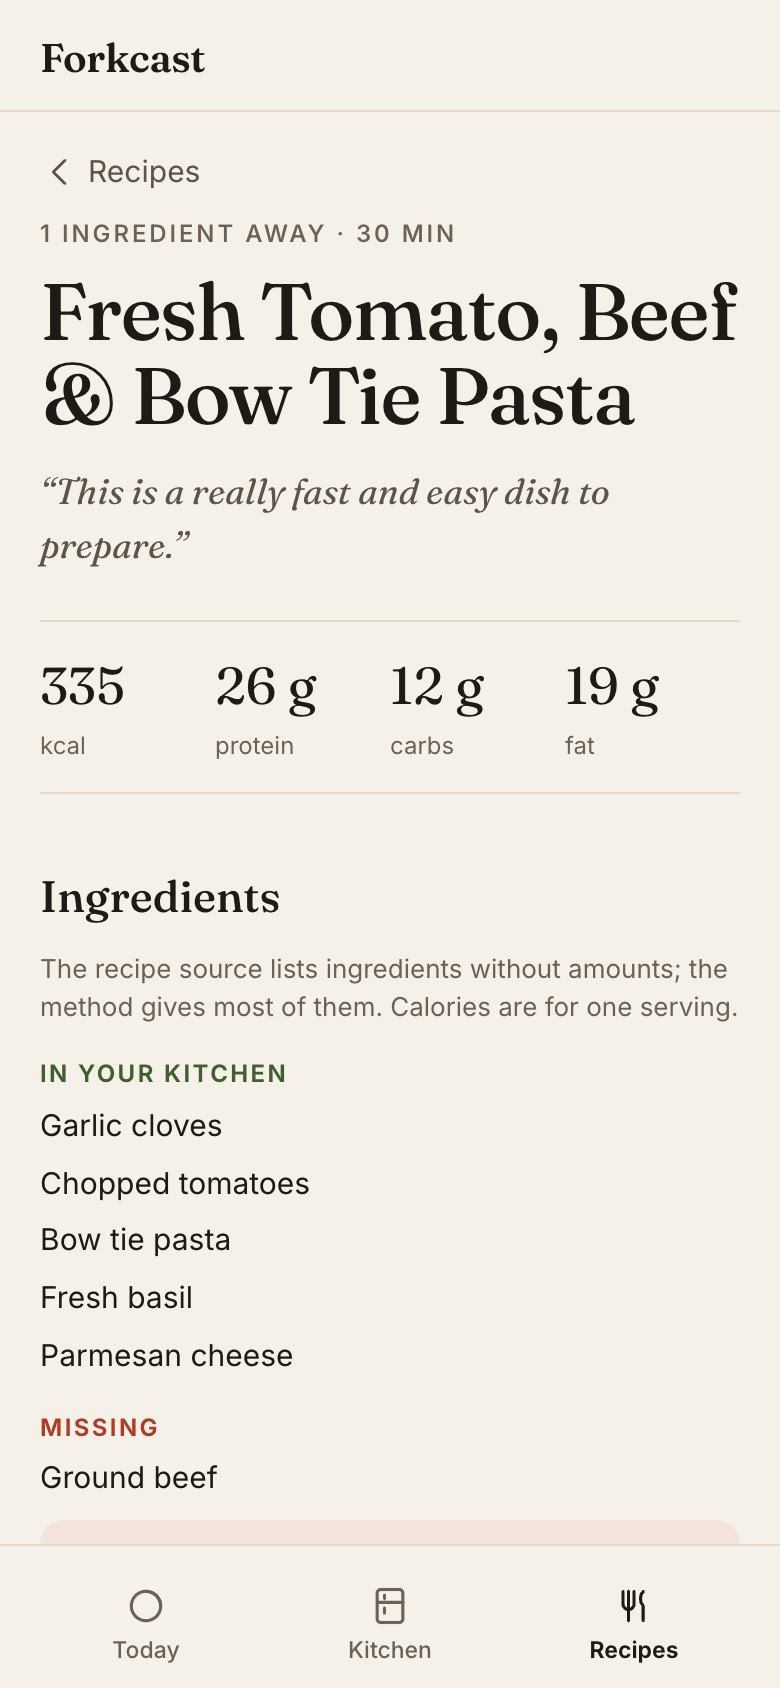 Forkcast
Recipes
1 INGREDIENT AWAY · 30 MIN
Fresh Tomato, Beef
& Bow Tie Pasta
“This is a really fast and easy dish to
prepare.”
335
kcal
26 g
protein
12 g
carbs
19 g
fat
Ingredients
The recipe source lists ingredients without amounts; the
method gives most of them. Calories are for one serving.
IN YOUR KITCHEN
Garlic cloves
Chopped tomatoes
Bow tie pasta
Fresh basil
Parmesan cheese
MISSING
Ground beef
Today
Kitchen
Recipes